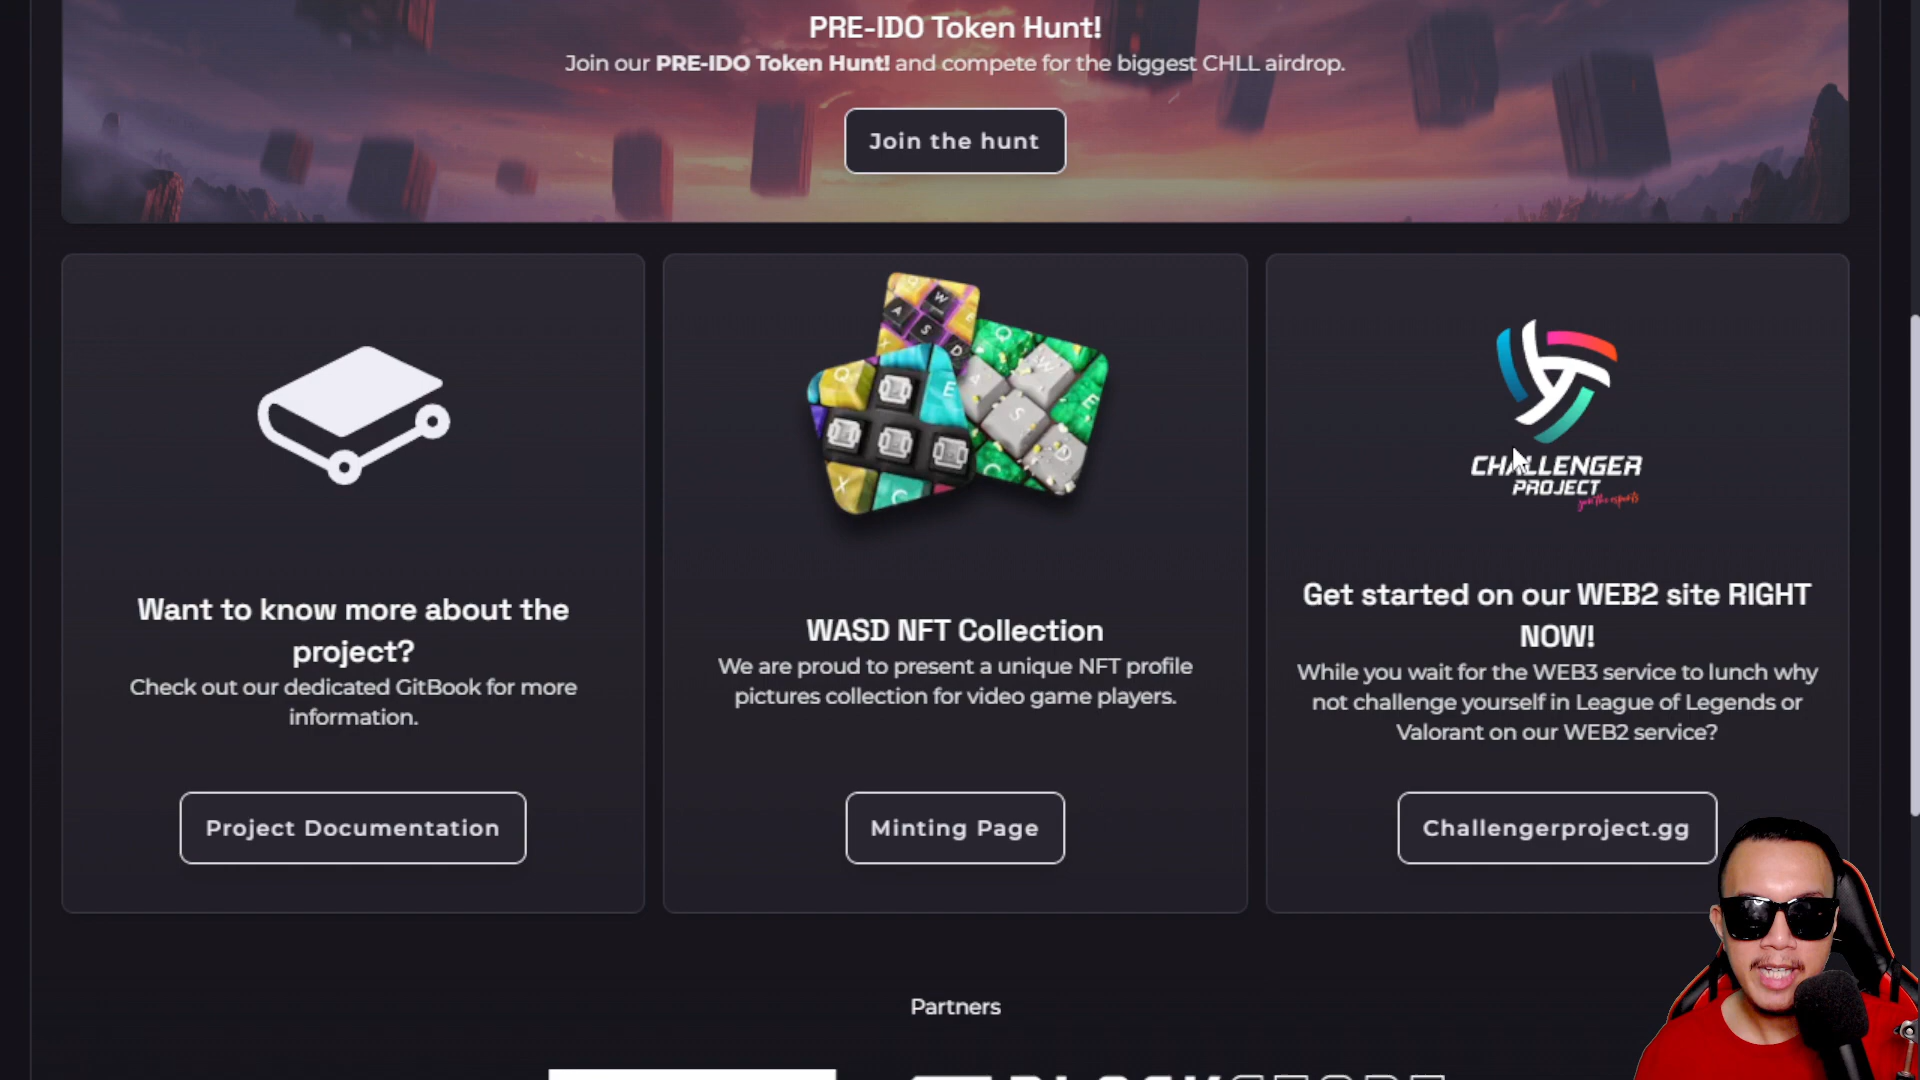 PRE-IDO Token Hunt!
Join our PRE-IDO Token Hunt! and compete for the biggest CHLL airdrop.
Join the hunt
Want to know more about the
project?
Check out our dedicated GitBook for more
information.
Project Documentation
WASD NFT Collection
We are proud to present a unique NFT profile
pictures collection for video game players.
Minting Page
CHALLENGER
PROJECT
join the esports
Get started on our WEB2 site RIGHT
NOW!
While you wait for the WEB3 service to lunch why
not challenge yourself in League of Legends or
Valorant on our WEB2 service?
Challengerproject.gg
Partners